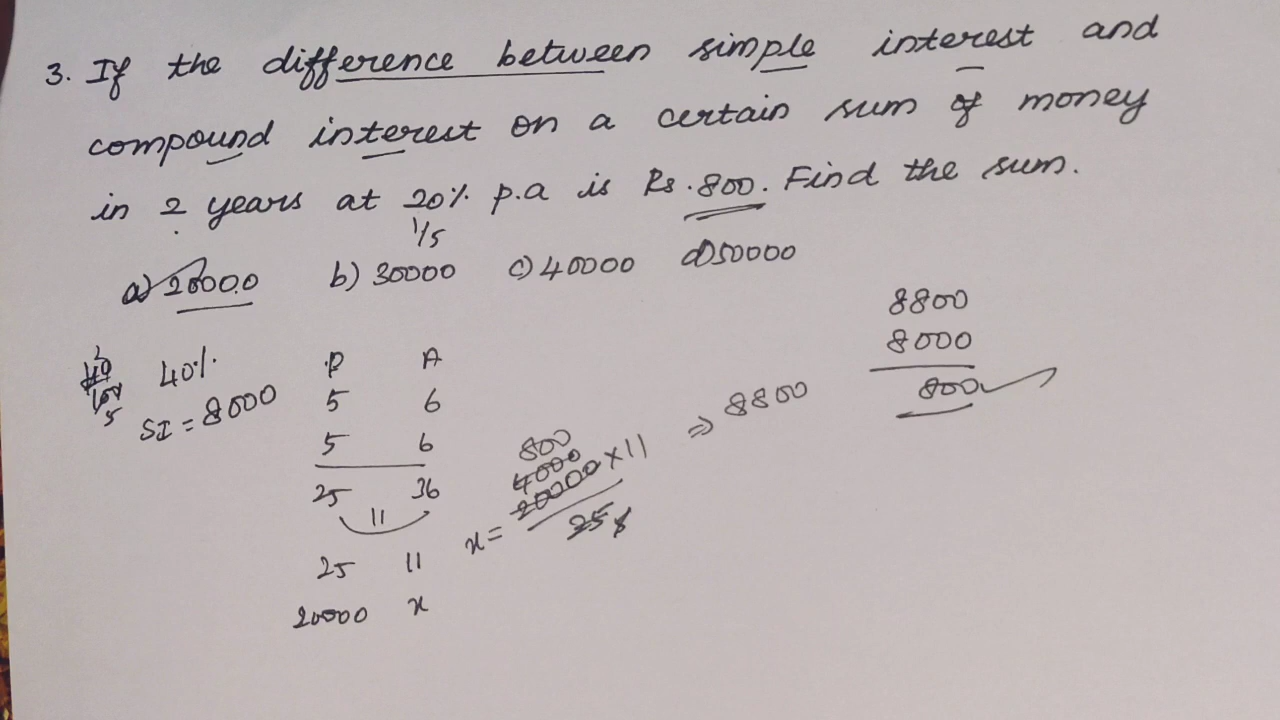 3. If the difference between simple interest and
compound interest on a certain sum of money
in 2 years at 20% p.a is Rs.800. Find the sum.
1/5
a) 20000 b) 30000 c) 40000 d) 50000
8800
8000
800
40%
SI = 8000
P A
5 6
5 6
25 36
11
25 11
20000 x
800
4000
x = 20000 x 11
25 5
⇒ 8800